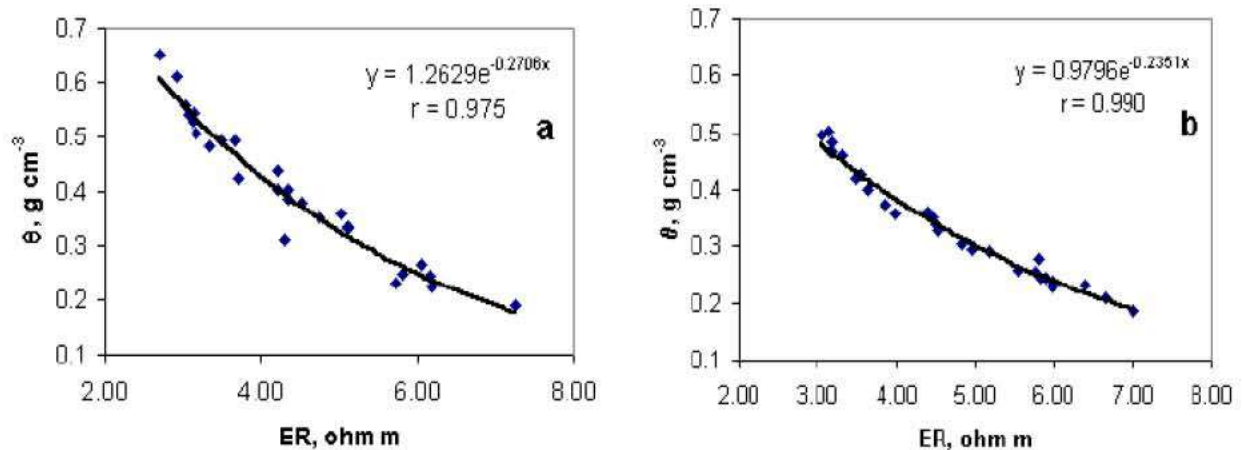 0.7
0.6
0.5
0.4
0.3
0.2
0.1
θ, g cm⁻³
y = 1.2629e⁻⁰·²⁷⁰⁶ˣ
r = 0.975
a
2.00 4.00 6.00 8.00
ER, ohm m
0.7
0.6
0.5
0.4
0.3
0.2
0.1
θ, g cm⁻³
y = 0.9796e⁻⁰·²³⁵¹ˣ
r = 0.990
b
2.00 3.00 4.00 5.00 6.00 7.00 8.00
ER, ohm m